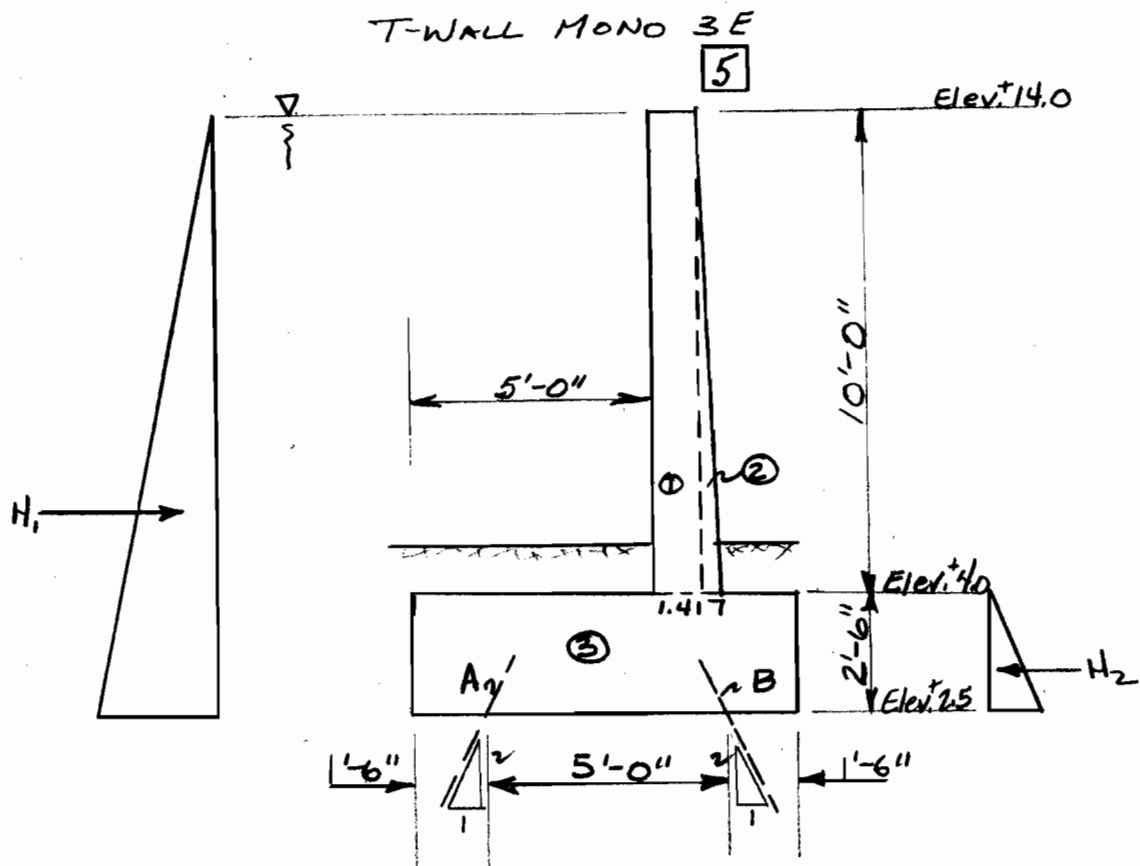 T-WALL MONO 3E
5
Elev.+14.0
5'-0"
10'-0"
①
②
H₁
Elev.+4.0
1.417
③
2'-6"
A
B
H₂
Elev.+2.5
1'-6"
2
5'-0"
2
1'-6"
1
1